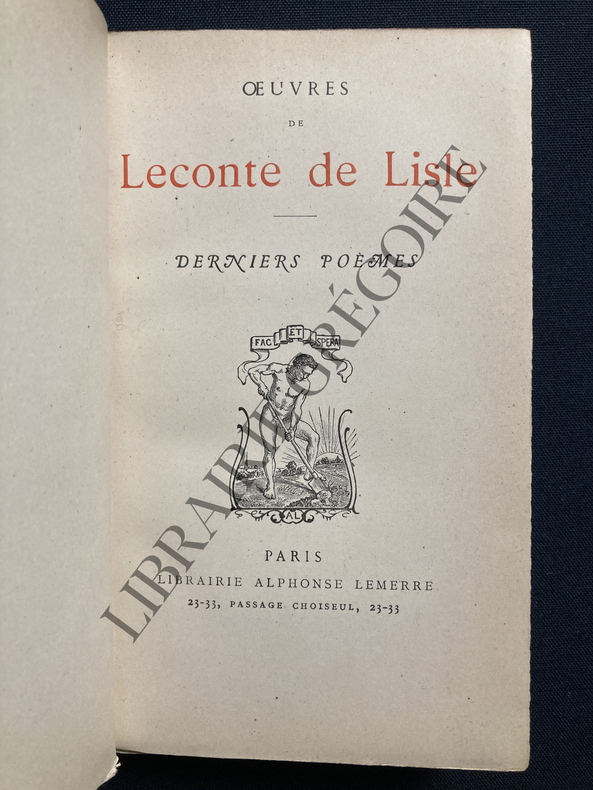 ŒUVRES
DE
Leconte de Lisle
DERNIERS POÈMES
FAC ET SPERA
AL
PARIS
LIBRAIRIE ALPHONSE LEMERRE
23-33, PASSAGE CHOISEUL, 23-33
LIBRAIRIE GRÉGOIRE